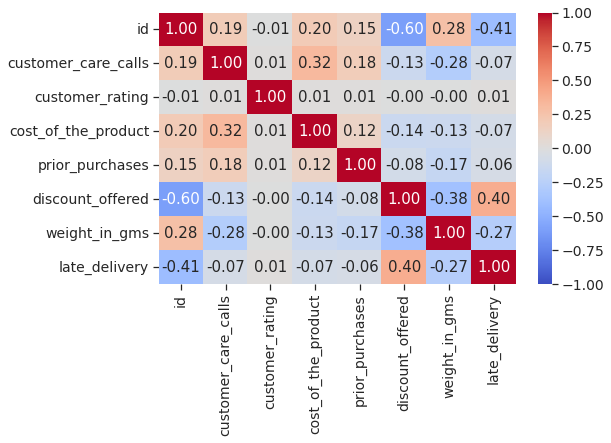 id 1.00 0.19 -0.01 0.20 0.15 -0.60 0.28 -0.41
customer_care_calls 0.19 1.00 0.01 0.32 0.18 -0.13 -0.28 -0.07
customer_rating -0.01 0.01 1.00 0.01 0.01 -0.00 -0.00 0.01
cost_of_the_product 0.20 0.32 0.01 1.00 0.12 -0.14 -0.13 -0.07
prior_purchases 0.15 0.18 0.01 0.12 1.00 -0.08 -0.17 -0.06
discount_offered -0.60 -0.13 -0.00 -0.14 -0.08 1.00 -0.38 0.40
weight_in_gms 0.28 -0.28 -0.00 -0.13 -0.17 -0.38 1.00 -0.27
late_delivery -0.41 -0.07 0.01 -0.07 -0.06 0.40 -0.27 1.00
id
customer_care_calls
customer_rating
cost_of_the_product
prior_purchases
discount_offered
weight_in_gms
late_delivery
1.00
0.75
0.50
0.25
0.00
−0.25
−0.50
−0.75
−1.00